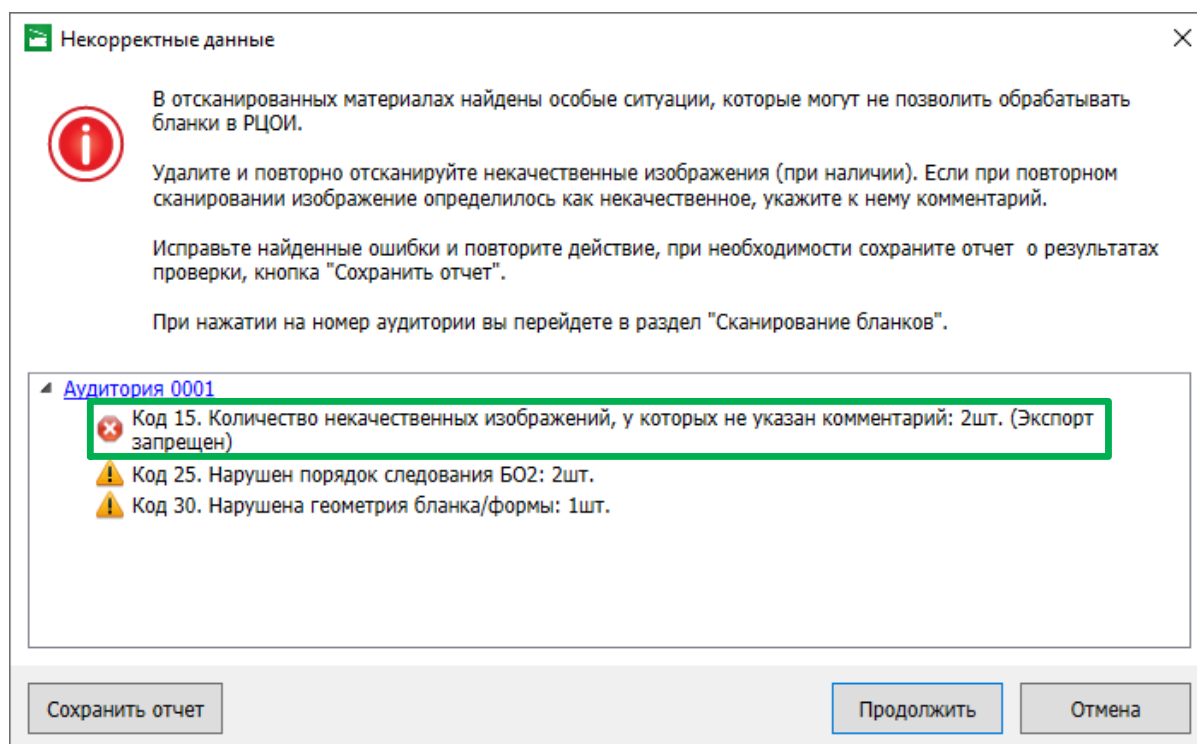 Некорректные данные
В отсканированных материалах найдены особые ситуации, которые могут не позволить обрабатывать
бланки в РЦОИ.
Удалите и повторно отсканируйте некачественные изображения (при наличии). Если при повторном
сканировании изображение определилось как некачественное, укажите к нему комментарий.
Исправьте найденные ошибки и повторите действие, при необходимости сохраните отчет  о результатах
проверки, кнопка "Сохранить отчет".
При нажатии на номер аудитории вы перейдете в раздел "Сканирование бланков".
Аудитория 0001
Код 15. Количество некачественных изображений, у которых не указан комментарий: 2шт. (Экспорт
запрещен)
Код 25. Нарушен порядок следования БО2: 2шт.
Код 30. Нарушена геометрия бланка/формы: 1шт.
Сохранить отчет
Продолжить
Отмена